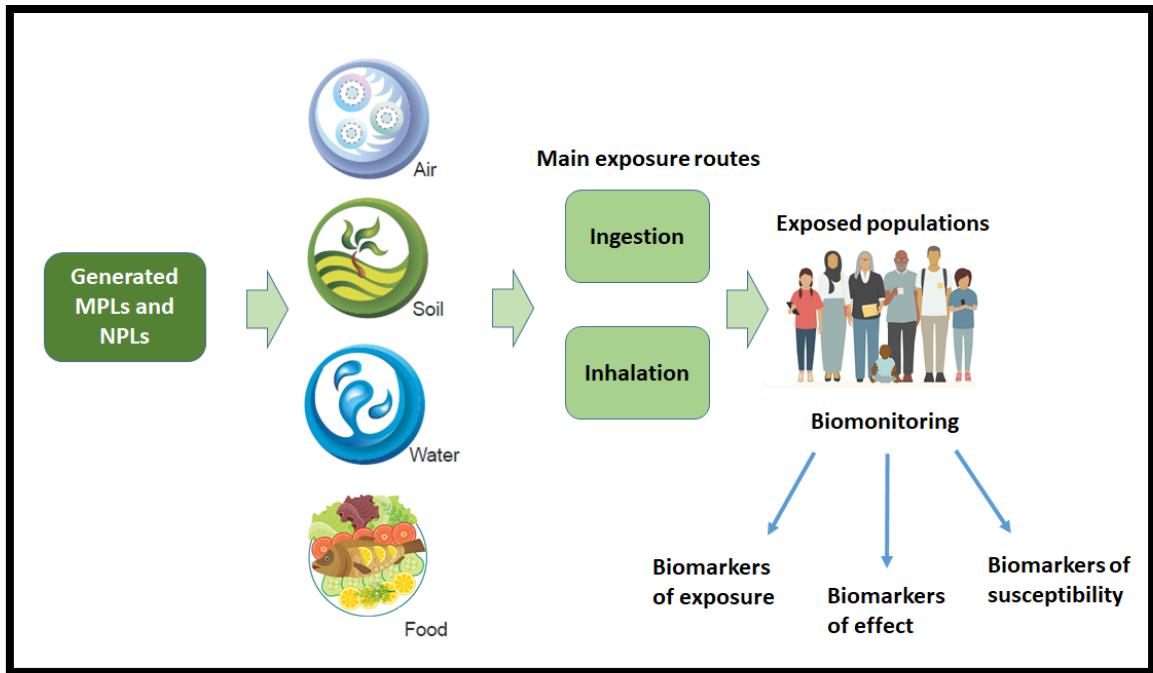 Generated
MPLs and
NPLs
Air
Soil
Water
Food
Main exposure routes
Ingestion
Inhalation
Exposed populations
Biomonitoring
Biomarkers
of exposure
Biomarkers
of effect
Biomarkers of
susceptibility